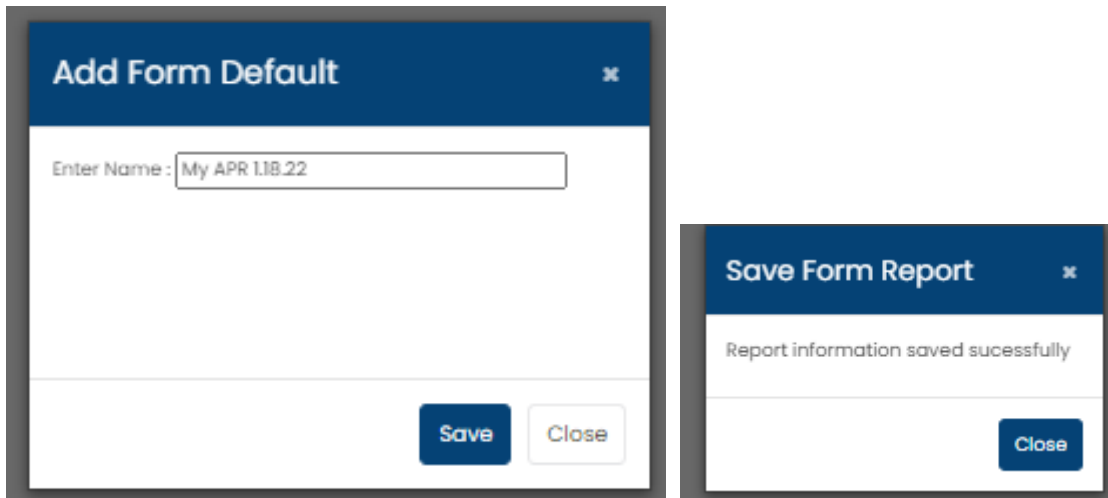 Add Form Default ×
Enter Name : My APR 1.18.22
Save Close
Save Form Report ×
Report information saved sucessfully
Close